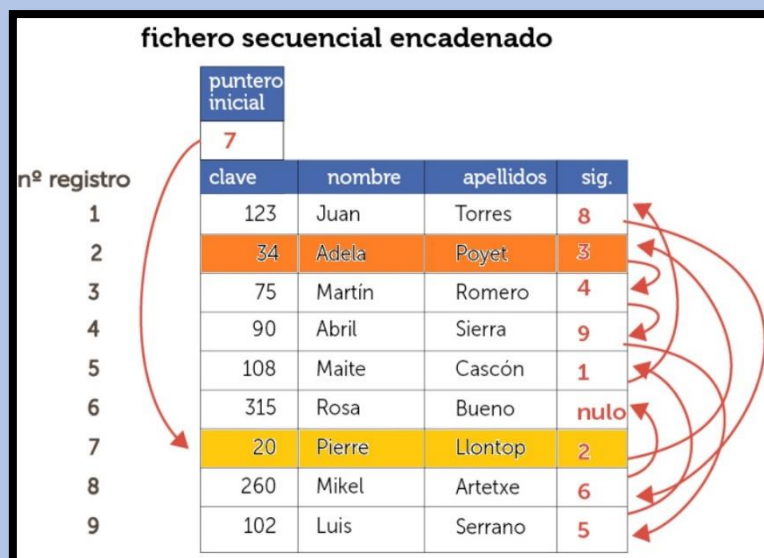 fichero secuencial encadenado
puntero
inicial
7
nº registro clave nombre apellidos sig.
1 123 Juan Torres 8
2 34 Adela Poyet 3
3 75 Martín Romero 4
4 90 Abril Sierra 9
5 108 Maite Cascón 1
6 315 Rosa Bueno nulo
7 20 Pierre Llontop 2
8 260 Mikel Artetxe 6
9 102 Luis Serrano 5